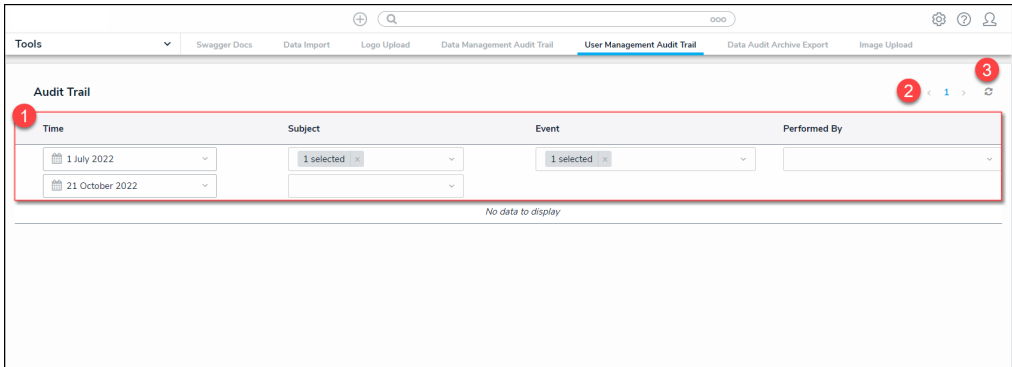 ooo
Tools Swagger Docs Data Import Logo Upload Data Management Audit Trail User Management Audit Trail Data Audit Archive Export Image Upload
3
Audit Trail 2 < 1 >
1
Time Subject Event Performed By
1 July 2022 1 selected × 1 selected ×
21 October 2022
No data to display